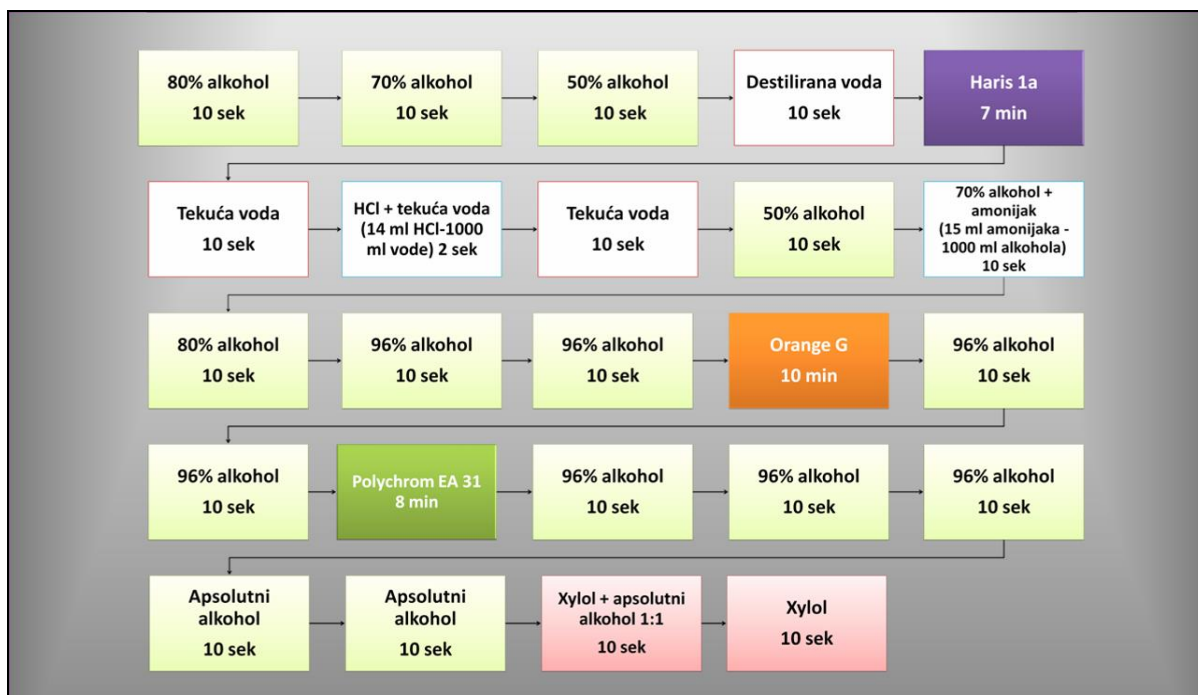 80% alkohol
10 sek
70% alkohol
10 sek
50% alkohol
10 sek
Destilirana voda
10 sek
Haris 1a
7 min
Tekuća voda
10 sek
HCl + tekuća voda
(14 ml HCl-1000
ml vode) 2 sek
Tekuća voda
10 sek
50% alkohol
10 sek
70% alkohol +
amonijak
(15 ml amonijaka -
1000 ml alkohola)
10 sek
80% alkohol
10 sek
96% alkohol
10 sek
96% alkohol
10 sek
Orange G
10 min
96% alkohol
10 sek
96% alkohol
10 sek
Polychrom EA 31
8 min
96% alkohol
10 sek
96% alkohol
10 sek
96% alkohol
10 sek
Apsolutni
alkohol
10 sek
Apsolutni
alkohol
10 sek
Xylol + apsolutni
alkohol 1:1
10 sek
Xylol
10 sek